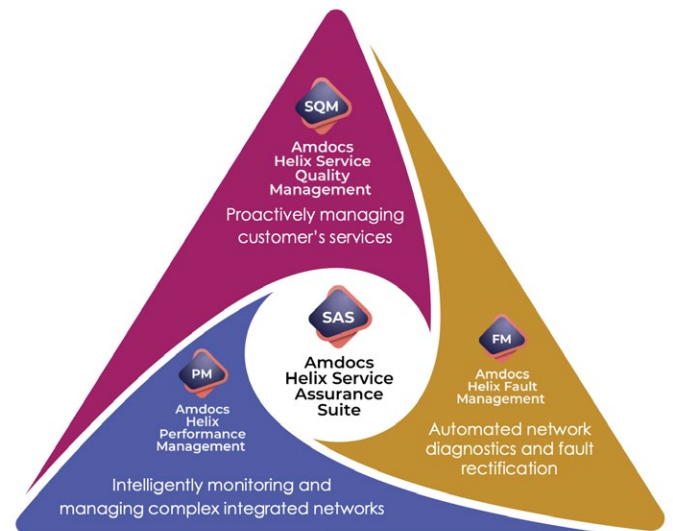 SQM
Amdocs
Helix Service
Quality
Management
Proactively managing
customer's services
SAS
Amdocs
Helix Service
Assurance
Suite
PM
Amdocs
Helix
Performance
Management
Intelligently monitoring and
managing complex integrated networks
FM
Amdocs
Helix Fault
Management
Automated network
diagnostics and fault
rectification